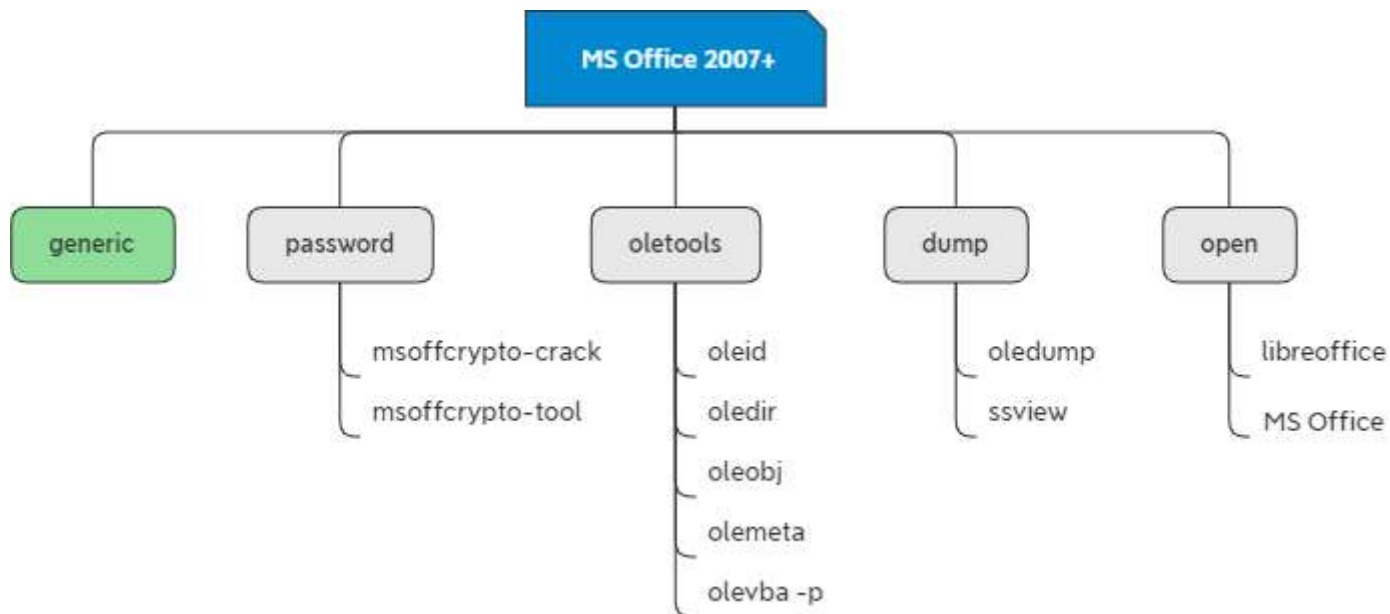 MS Office 2007+
generic
password
oletools
dump
open
msoffcrypto-crack
msoffcrypto-tool
oleid
oledir
oleobj
olemeta
olevba -p
oledump
ssview
libreoffice
MS Office